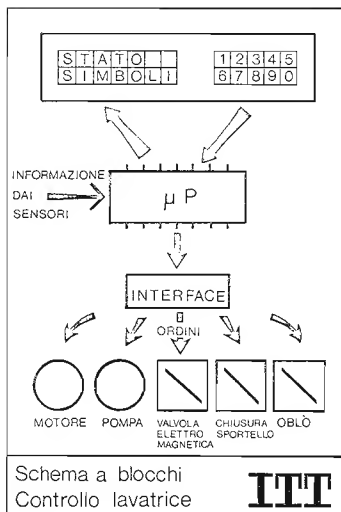 STATO
SIMBOLI
12345
67890
INFORMAZIONE
DAI
SENSORI
μP
INTERFACE
ORDINI
MOTORE
POMPA
VALVOLA
ELETTRO
MAGNETICA
CHIUSURA
SPORTELLO
OBLÒ
Schema a blocchi
Controllo lavatrice
ITT